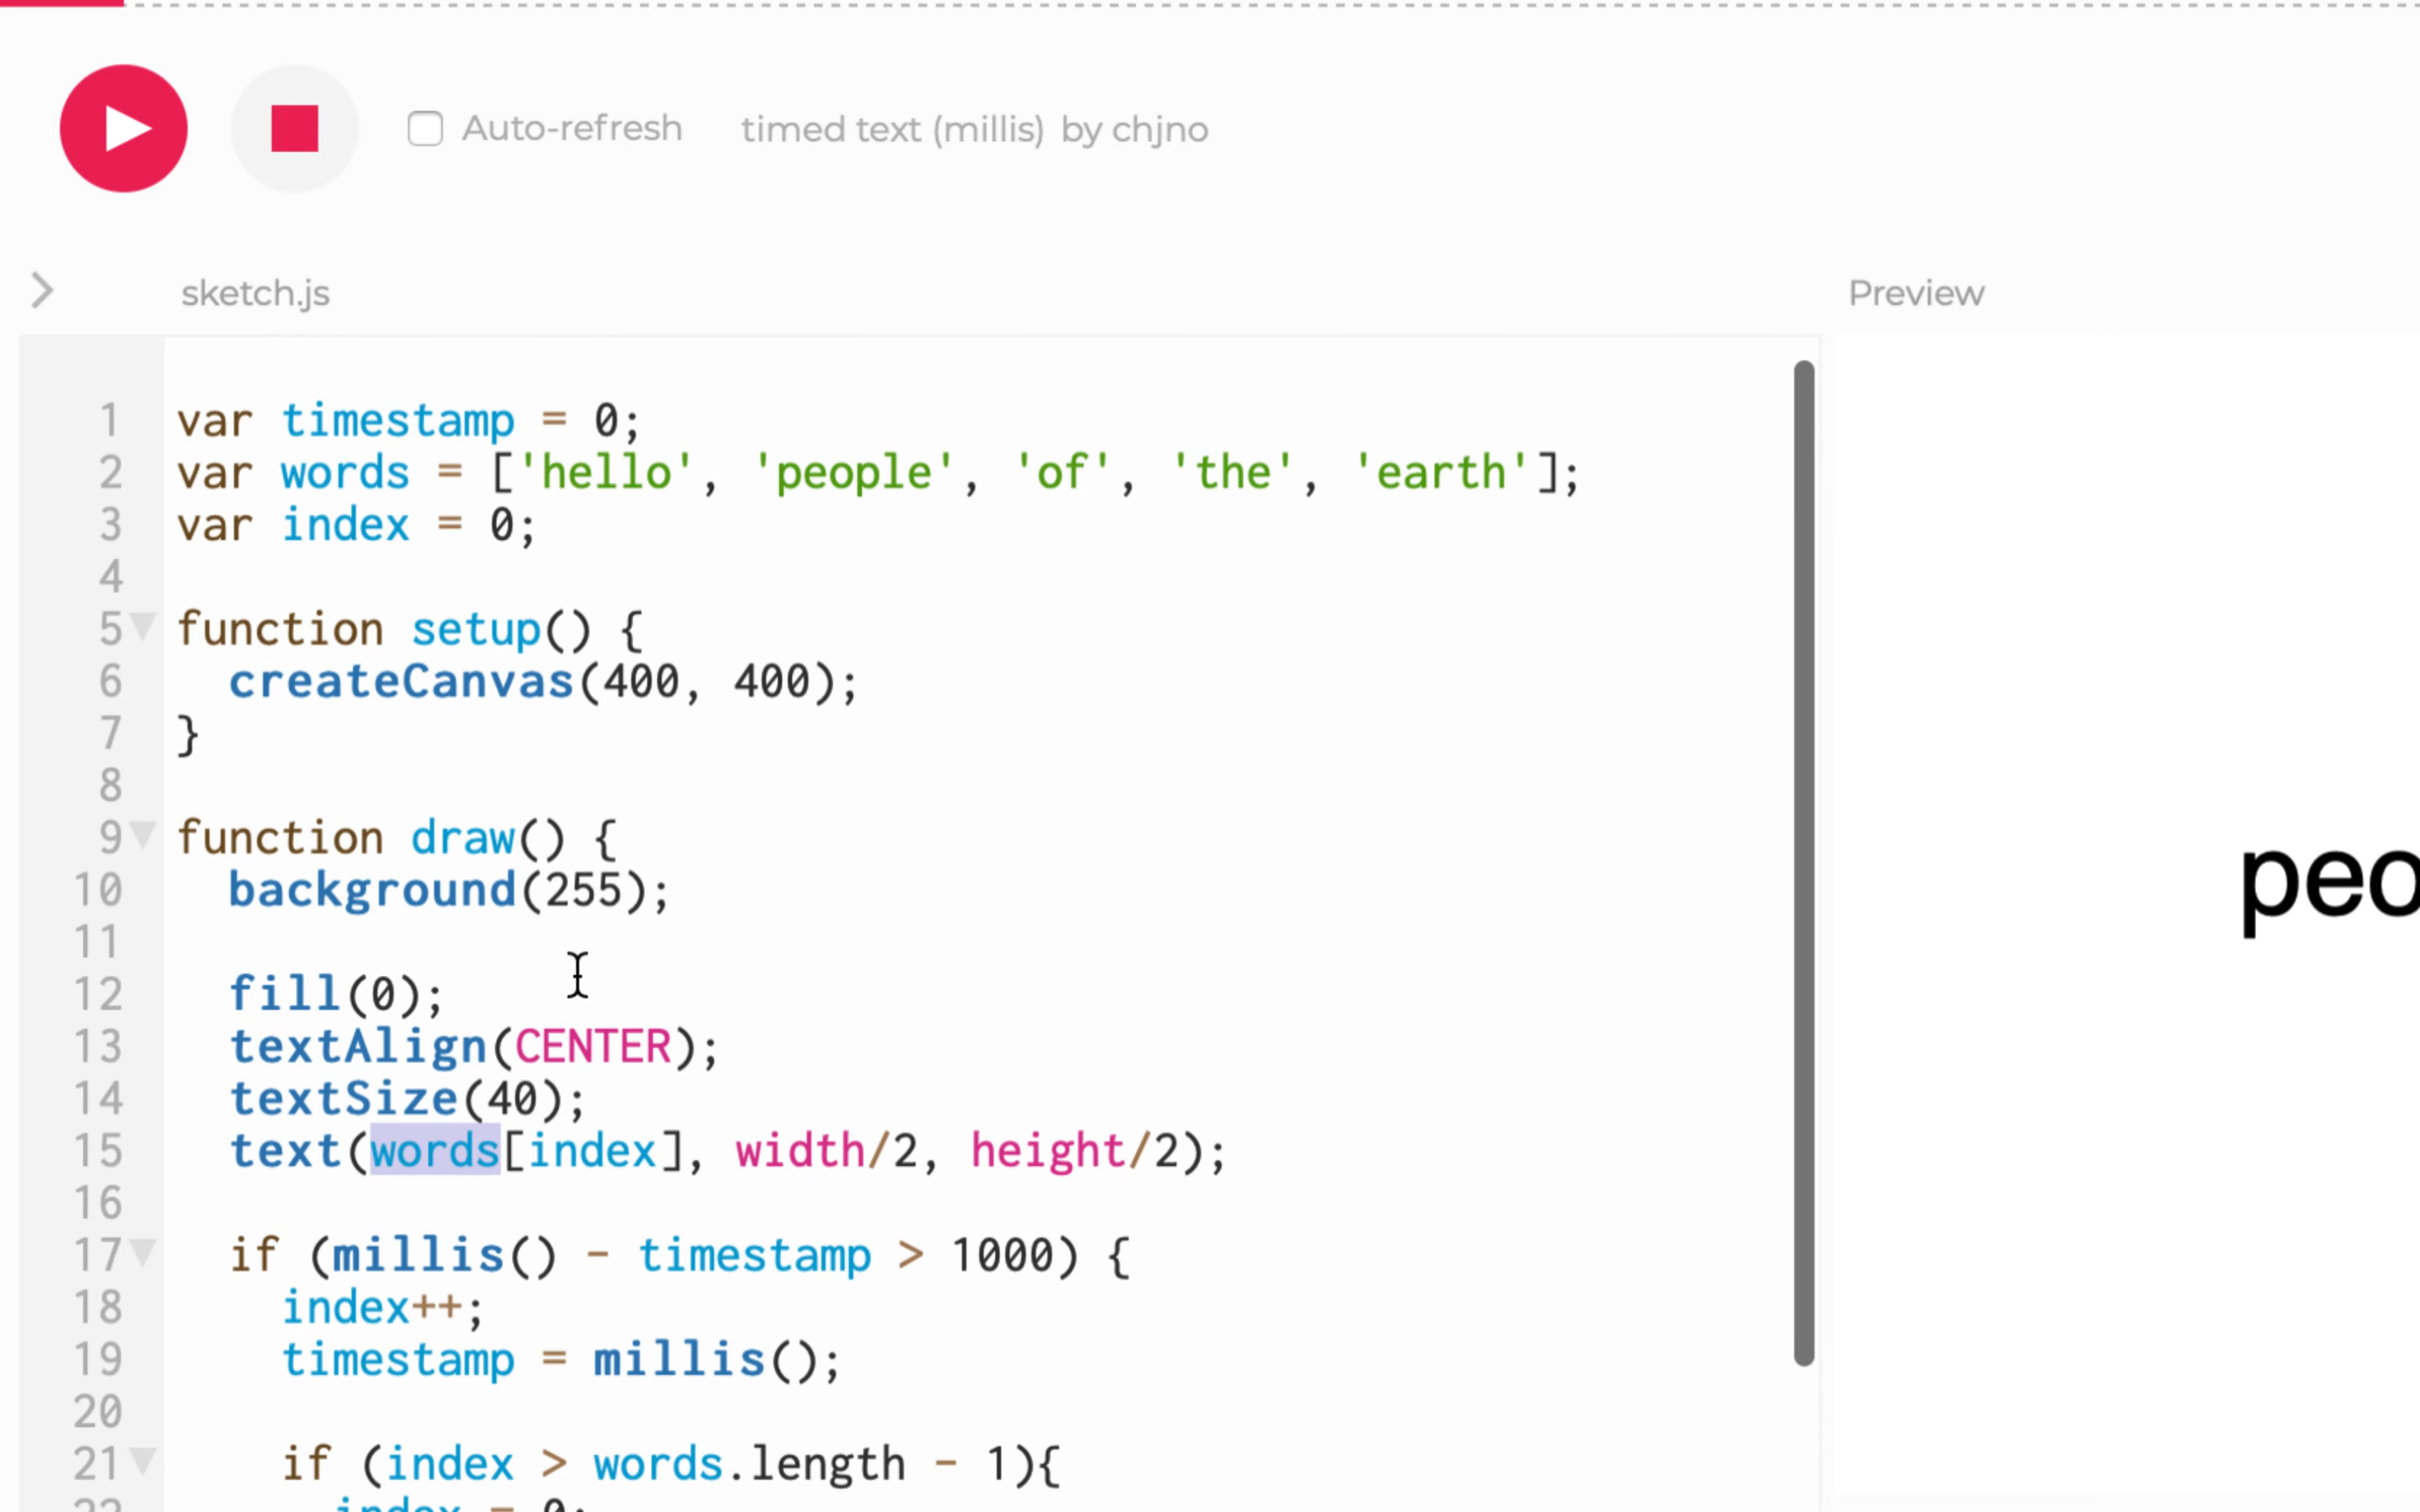 Auto-refresh timed text (millis) by chjno
sketch.js
Preview
1 var timestamp = 0;
2 var words = ['hello', 'people', 'of', 'the', 'earth'];
3 var index = 0;
4
5 function setup() {
6 createCanvas(400, 400);
7 }
8
9 function draw() {
10 background(255);
11
12 fill(0);
13 textAlign(CENTER);
14 textSize(40);
15 text(words[index], width/2, height/2);
16
17 if (millis() - timestamp > 1000) {
18 index++;
19 timestamp = millis();
20
21 if (index > words.length - 1){
22 index = 0;
peo